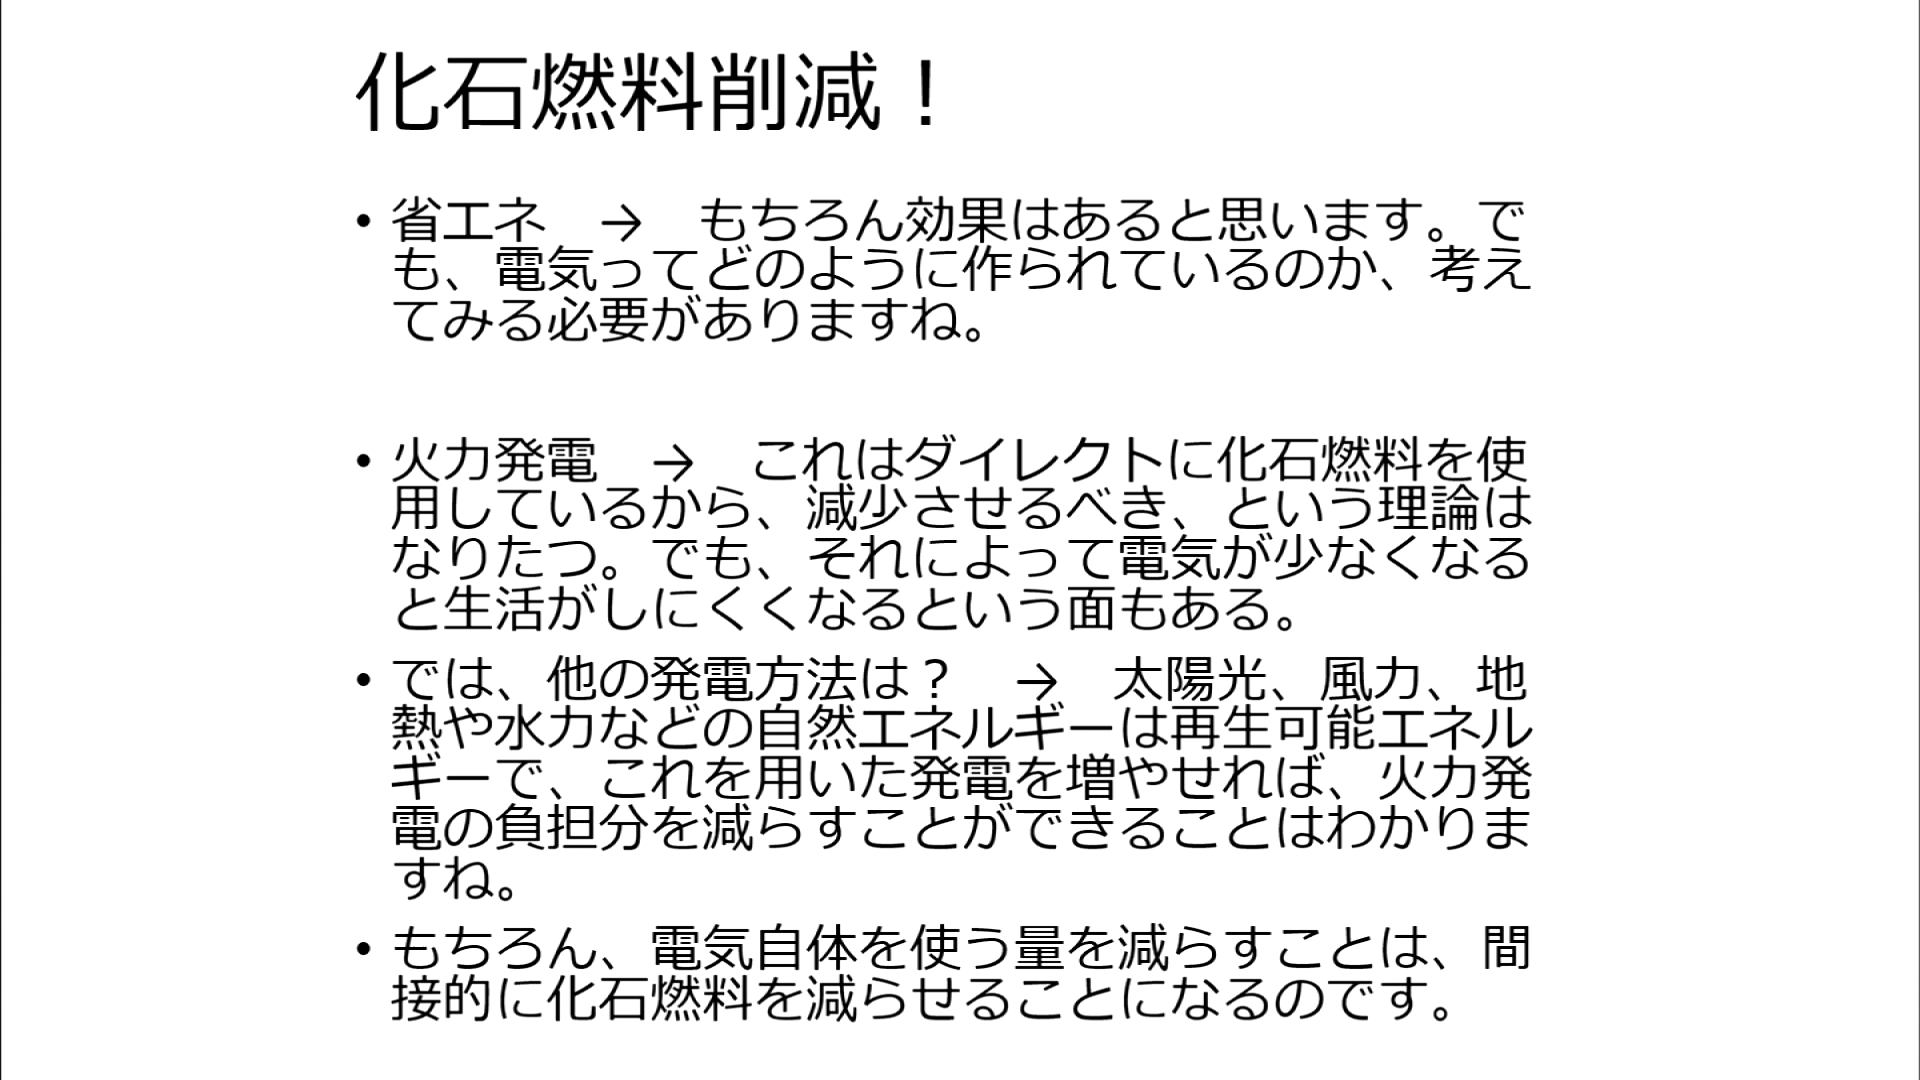 化石燃料削減！
• 省エネ　→　もちろん効果はあると思います。で
も、電気ってどのように作られているのか、考え
てみる必要がありますね。
• 火力発電　→　これはダイレクトに化石燃料を使
用しているから、減少させるべき、という理論は
なりたつ。でも、それによって電気が少なくなる
と生活がしにくくなるという面もある。
• では、他の発電方法は？　→　太陽光、風力、地
熱や水力などの自然エネルギーは再生可能エネル
ギーで、これを用いた発電を増やせれば、火力発
電の負担分を減らすことができることはわかりま
すね。
• もちろん、電気自体を使う量を減らすことは、間
接的に化石燃料を減らせることになるのです。